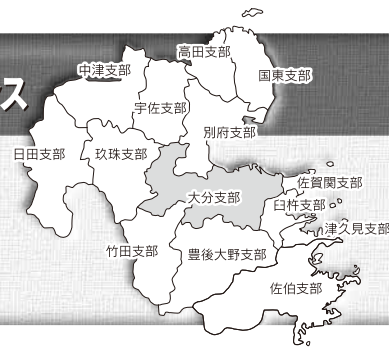 高田支部
中津支部
国東支部
ス
宇佐支部
別府支部
日田支部
玖珠支部
佐賀関支部
大分支部
臼杵支部
津久見支部
竹田支部
豊後大野支部
佐伯支部